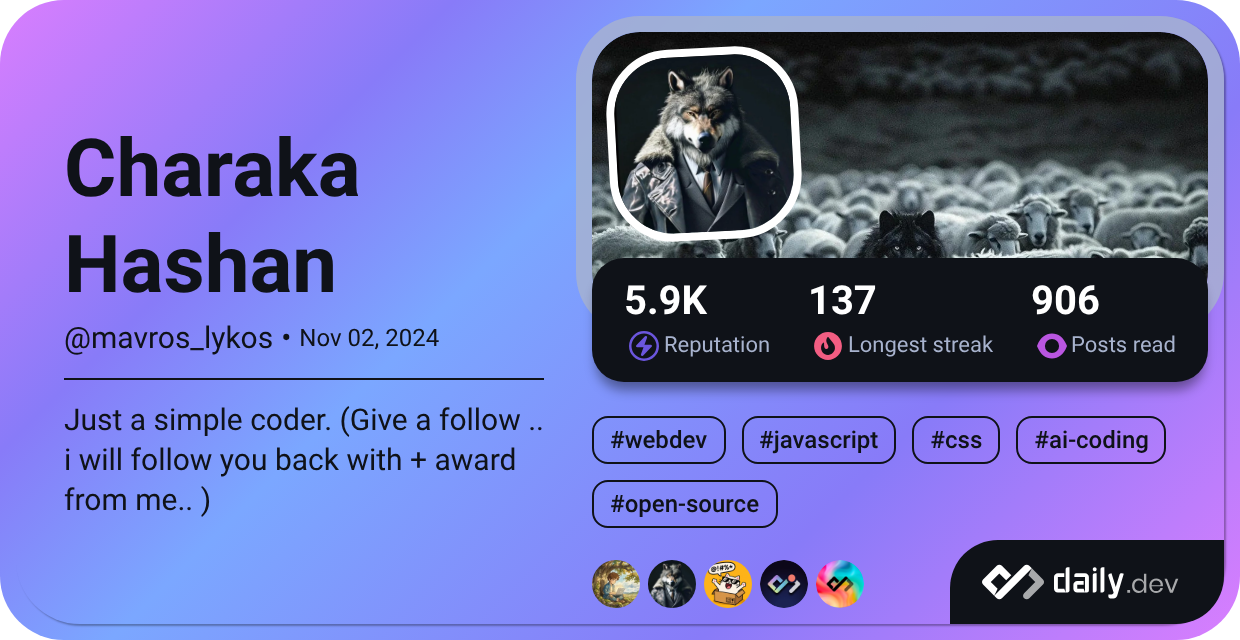 Charaka
Hashan
@mavros_lykos • Nov 02, 2024
Just a simple coder. (Give a follow ..
i will follow you back with + award
from me.. )
5.9K 137 906
Reputation Longest streak Posts read
#webdev #javascript #css #ai-coding
#open-source
@!#%+
daily.dev